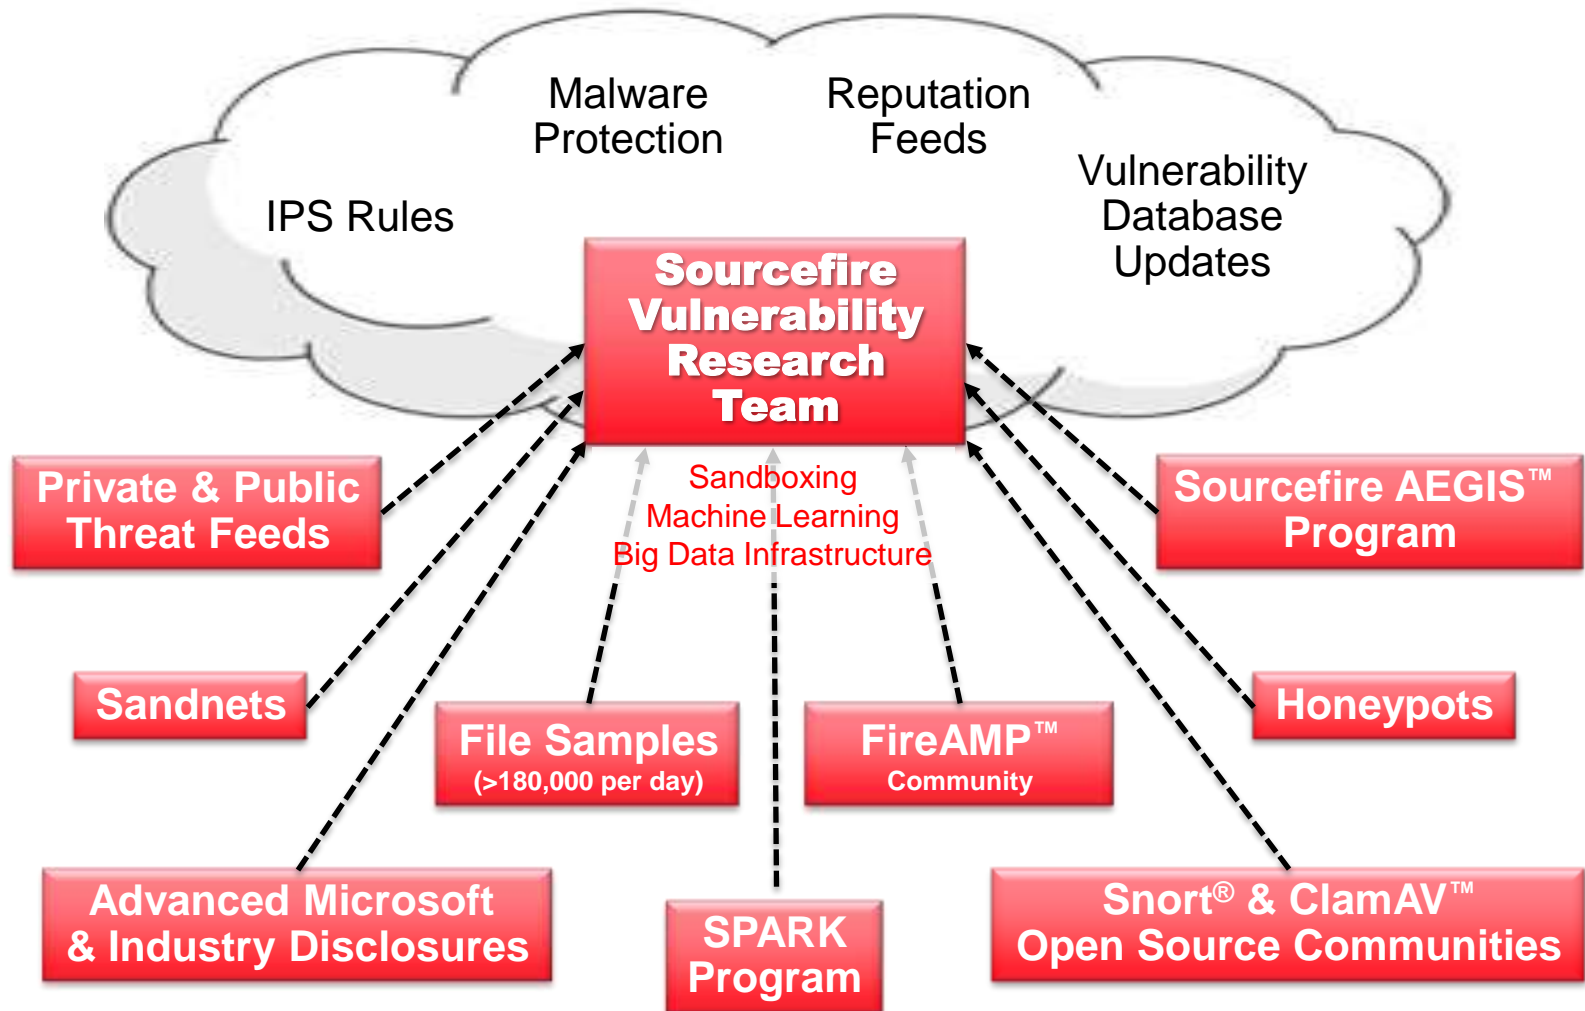 Malware
Protection
Reputation
Feeds
IPS Rules
Vulnerability
Database
Updates
Sourcefire
Vulnerability
Research
Team
Sandboxing
Machine Learning
Big Data Infrastructure
Private & Public
Threat Feeds
Sourcefire AEGIS™
Program
Sandnets
Honeypots
File Samples
(>180,000 per day)
FireAMP™
Community
Advanced Microsoft
& Industry Disclosures
SPARK
Program
Snort® & ClamAV™
Open Source Communities